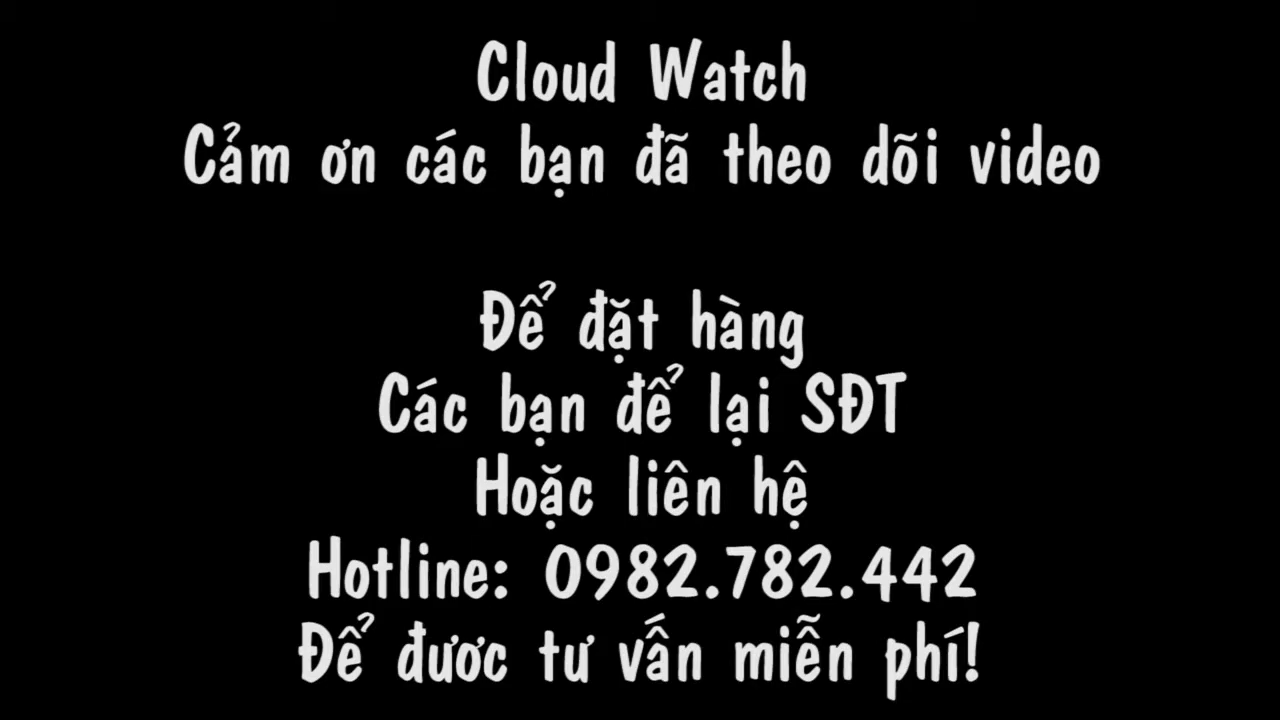 Cloud Watch
Cảm ơn các bạn đã theo dõi video
Để đặt hàng
Các bạn để lại SĐT
Hoặc liên hệ
Hotline: 0982.782.442
Để đươc tư vấn miễn phí!